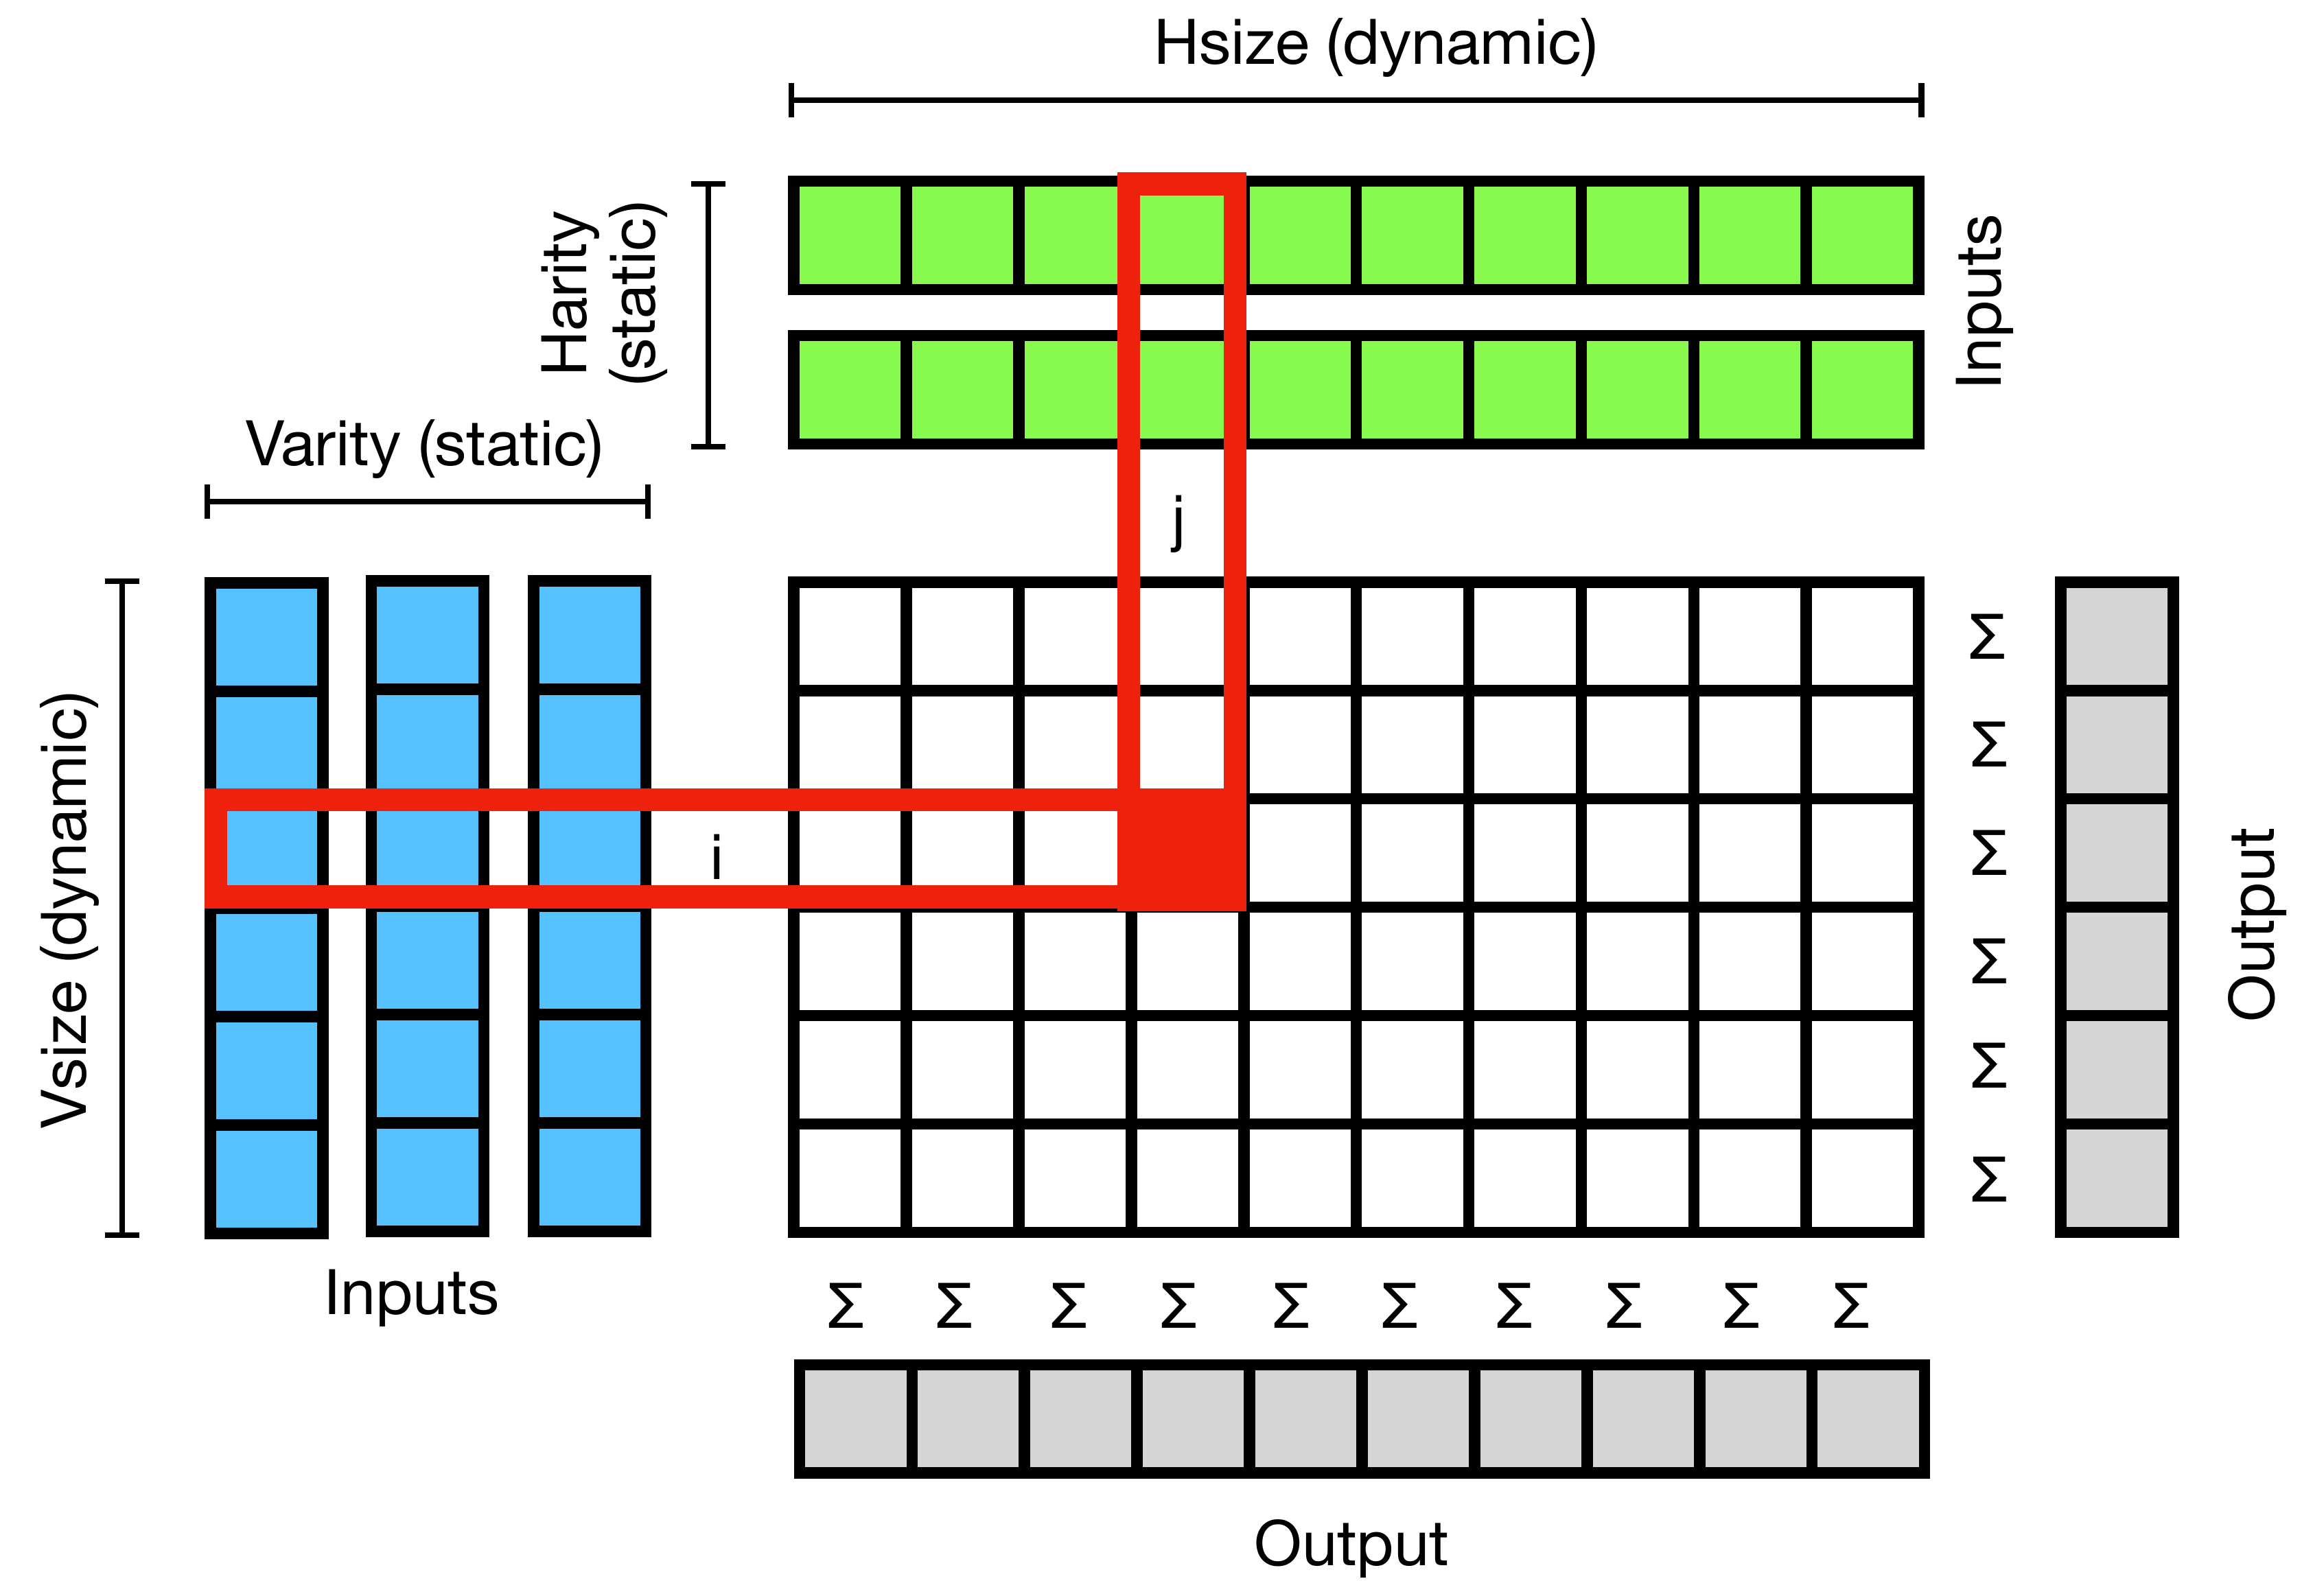 Hsize (dynamic)
Harity
(static)
Inputs
Varity (static)
j
Vsize (dynamic)
i
Σ
Σ
Σ
Σ
Σ
Σ
Output
Inputs
Σ Σ Σ Σ Σ Σ Σ Σ Σ Σ
Output